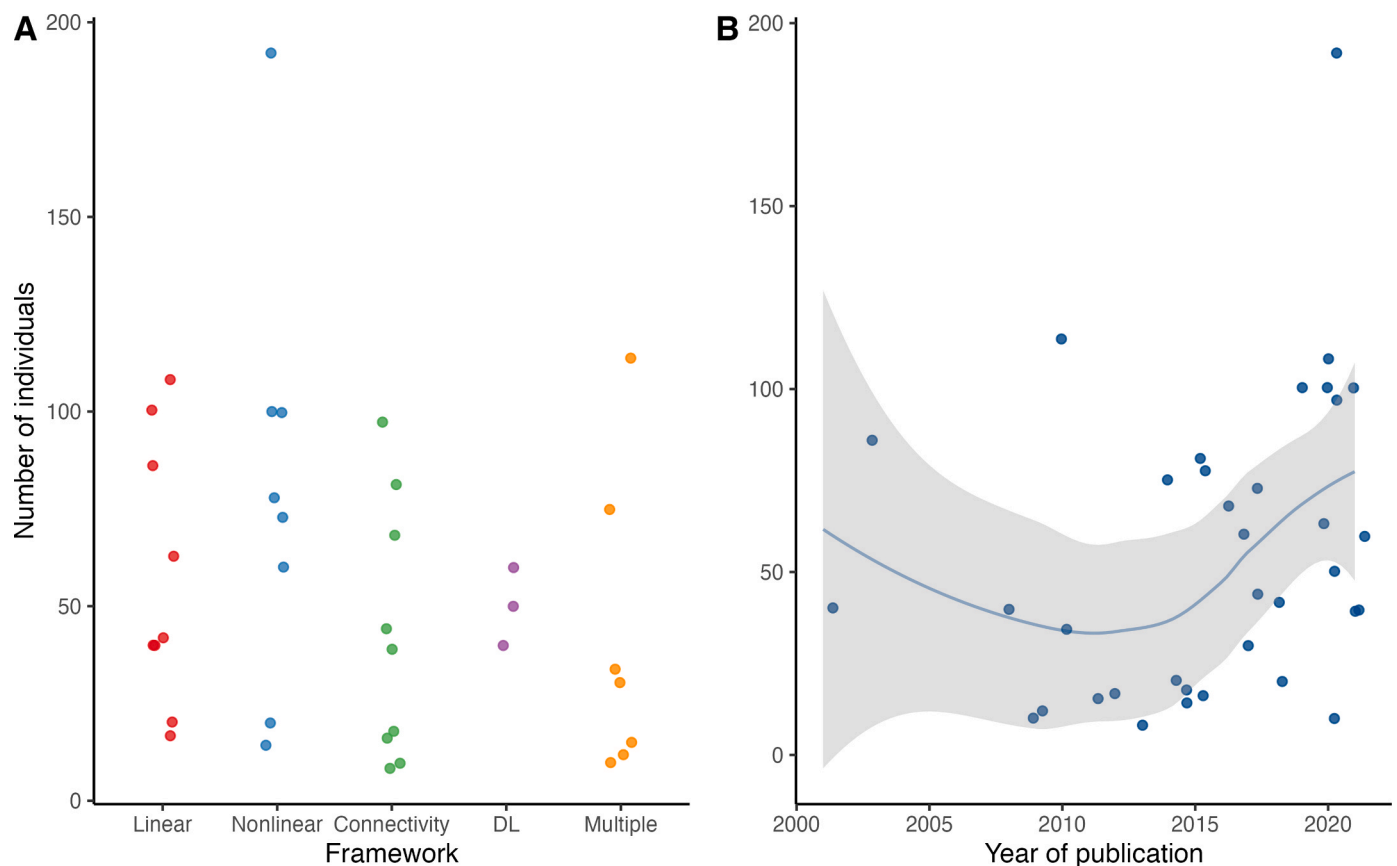 A
200
150
100
50
0
Number of individuals
Linear Nonlinear Connectivity DL Multiple
Framework
B
200
150
100
50
0
2000 2005 2010 2015 2020
Year of publication